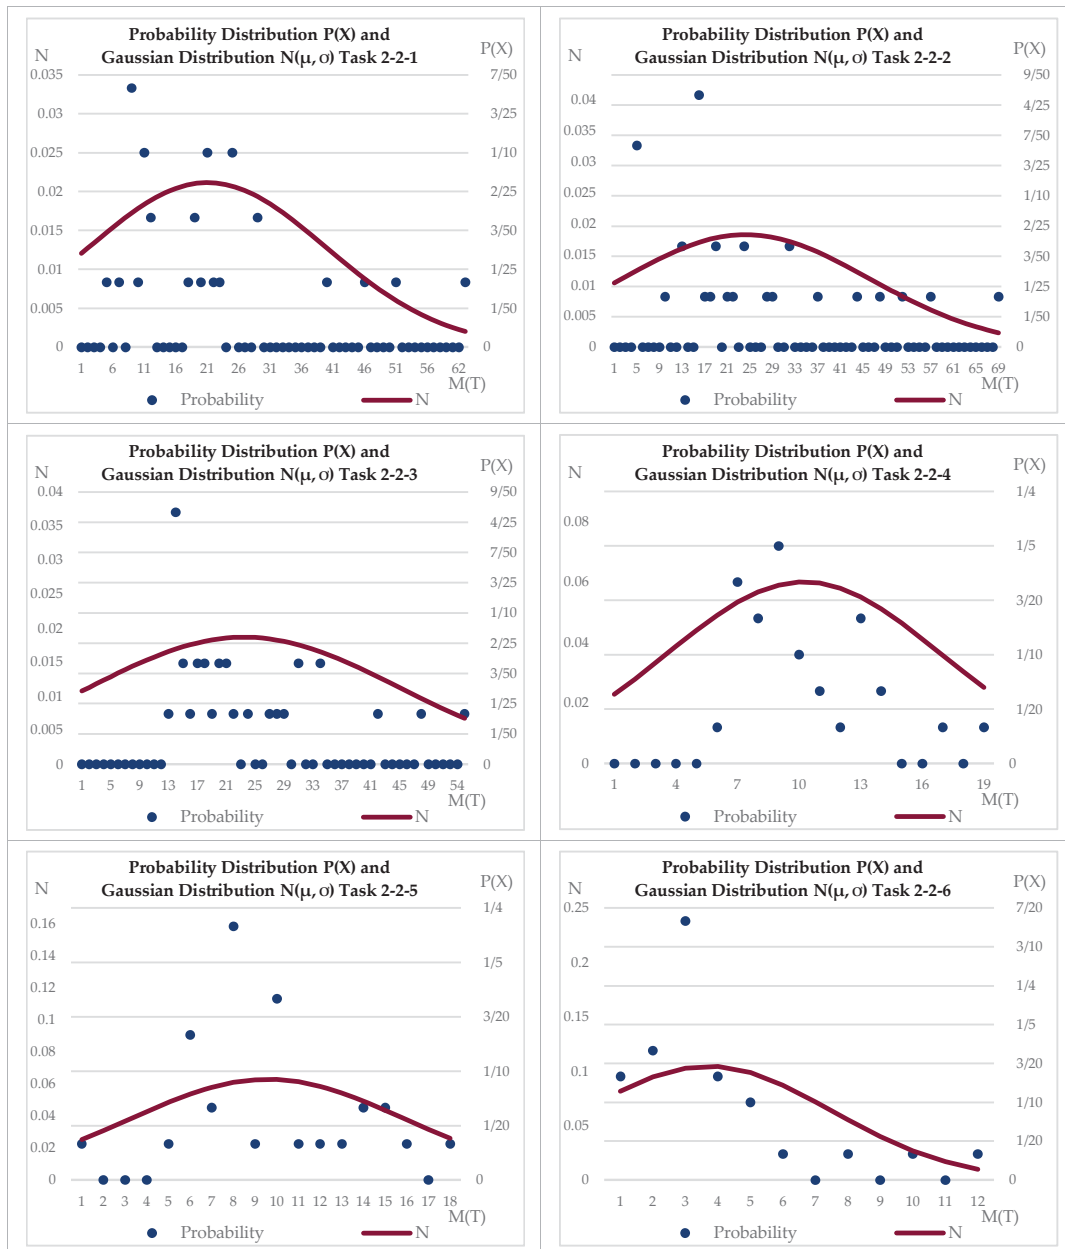 Probability Distribution P(X) and
Gaussian Distribution N(μ, σ) Task 2-2-1
N
P(X)
0.035
0.03
0.025
0.02
0.015
0.01
0.005
0
7/50
3/25
1/10
2/25
3/50
1/25
1/50
0
1 6 11 16 21 26 31 36 41 46 51 56 62
M(T)
Probability N
Probability Distribution P(X) and
Gaussian Distribution N(μ, σ) Task 2-2-2
N
P(X)
0.04
0.035
0.03
0.025
0.02
0.015
0.01
0.005
0
9/50
4/25
7/50
3/25
1/10
2/25
3/50
1/25
1/50
0
1 5 9 13 17 21 25 29 33 37 41 45 49 53 57 61 65 69
M(T)
Probability N
Probability Distribution P(X) and
Gaussian Distribution N(μ, σ) Task 2-2-3
N
P(X)
0.04
0.035
0.03
0.025
0.02
0.015
0.01
0.005
0
9/50
4/25
7/50
3/25
1/10
2/25
3/50
1/25
1/50
0
1 5 9 13 17 21 25 29 33 37 41 45 49 54
M(T)
Probability N
Probability Distribution P(X) and
Gaussian Distribution N(μ, σ) Task 2-2-4
N
P(X)
0.08
0.06
0.04
0.02
0
1/4
1/5
3/20
1/10
1/20
0
1 4 7 10 13 16 19
M(T)
Probability N
Probability Distribution P(X) and
Gaussian Distribution N(μ, σ) Task 2-2-5
N
P(X)
0.16
0.14
0.12
0.1
0.08
0.06
0.04
0.02
0
1/4
1/5
3/20
1/10
1/20
0
1 2 3 4 5 6 7 8 9 10 11 12 13 14 15 16 17 18
M(T)
Probability N
Probability Distribution P(X) and
Gaussian Distribution N(μ, σ) Task 2-2-6
N
P(X)
0.25
0.2
0.15
0.1
0.05
0
7/20
3/10
1/4
1/5
3/20
1/10
1/20
0
1 2 3 4 5 6 7 8 9 10 11 12
M(T)
Probability N